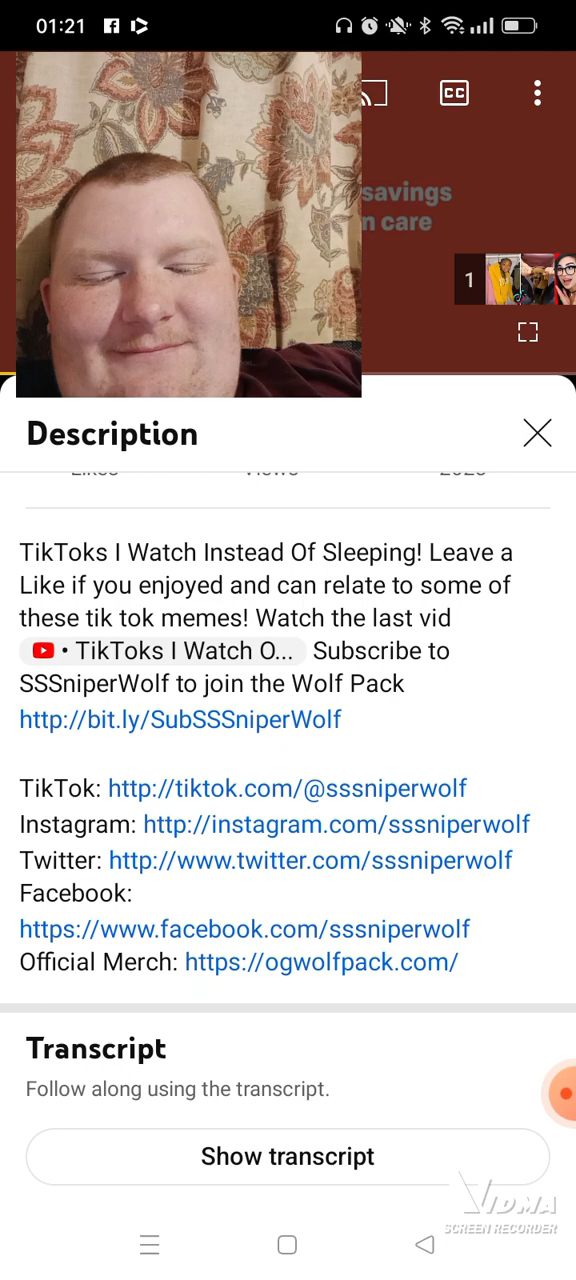 01:21
CC
savings
n care
1
Description
Likes Views 2023
TikToks I Watch Instead Of Sleeping! Leave a
Like if you enjoyed and can relate to some of
these tik tok memes! Watch the last vid
• TikToks I Watch O... Subscribe to
SSSniperWolf to join the Wolf Pack
http://bit.ly/SubSSSniperWolf
TikTok: http://tiktok.com/@sssniperwolf
Instagram: http://instagram.com/sssniperwolf
Twitter: http://www.twitter.com/sssniperwolf
Facebook:
https://www.facebook.com/sssniperwolf
Official Merch: https://ogwolfpack.com/
Transcript
Follow along using the transcript.
Show transcript
VIDMA
SCREEN RECORDER